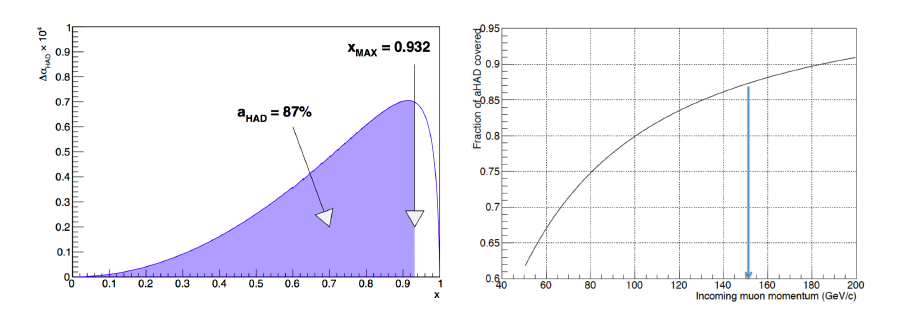 Δα_HAD × 10⁴
1
0.9
0.8
0.7
0.6
0.5
0.4
0.3
0.2
0.1
0
x_MAX = 0.932
a_HAD = 87%
0 0.1 0.2 0.3 0.4 0.5 0.6 0.7 0.8 0.9 1
x
Fraction of aHAD covered
0.95
0.9
0.85
0.8
0.75
0.7
0.65
0.6
40 60 80 100 120 140 160 180 200
Incoming muon momentum (GeV/c)